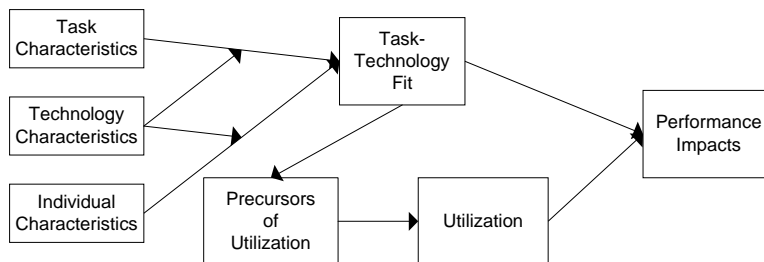 Task
Characteristics
Technology
Characteristics
Individual
Characteristics
Task-
Technology
Fit
Precursors
of
Utilization
Utilization
Performance
Impacts